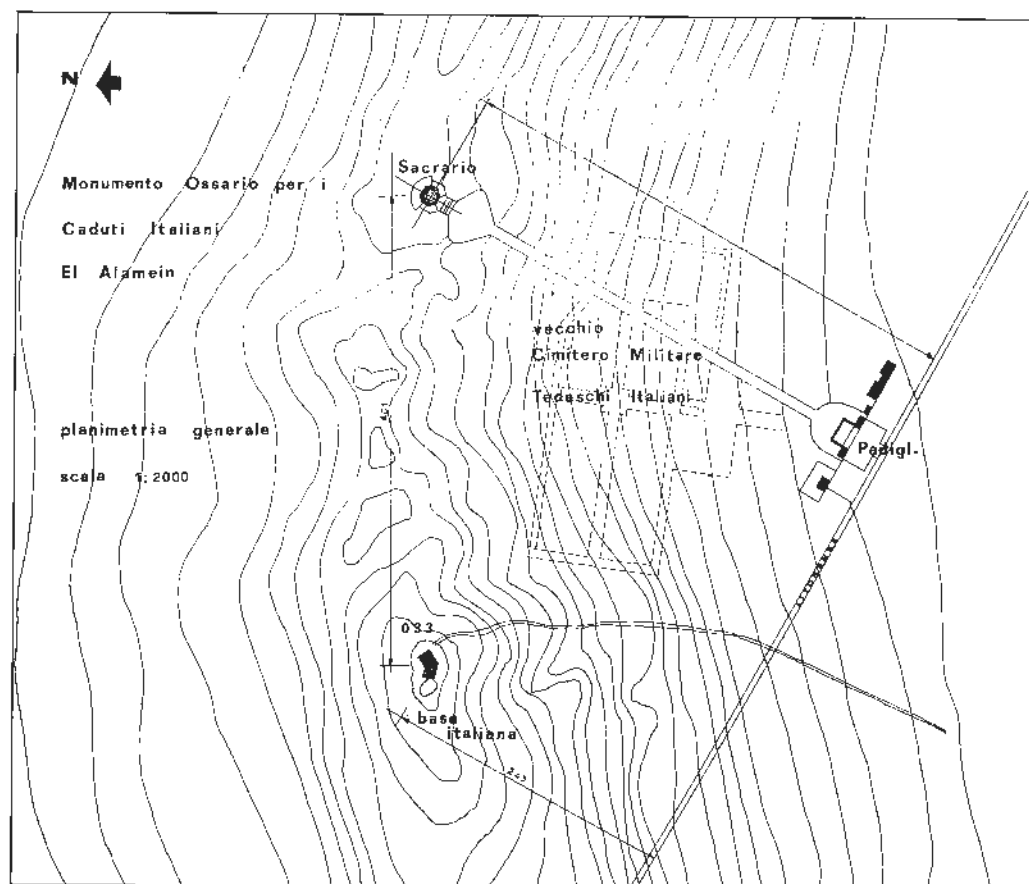 N
Monumento Ossario per i
Caduti Italiani
El Alamein
planimetria generale
scala 1:2000
Sacrario
vecchio
Cimitero Militare
Tedeschi Italiani
Padigl.
033
base
italiana